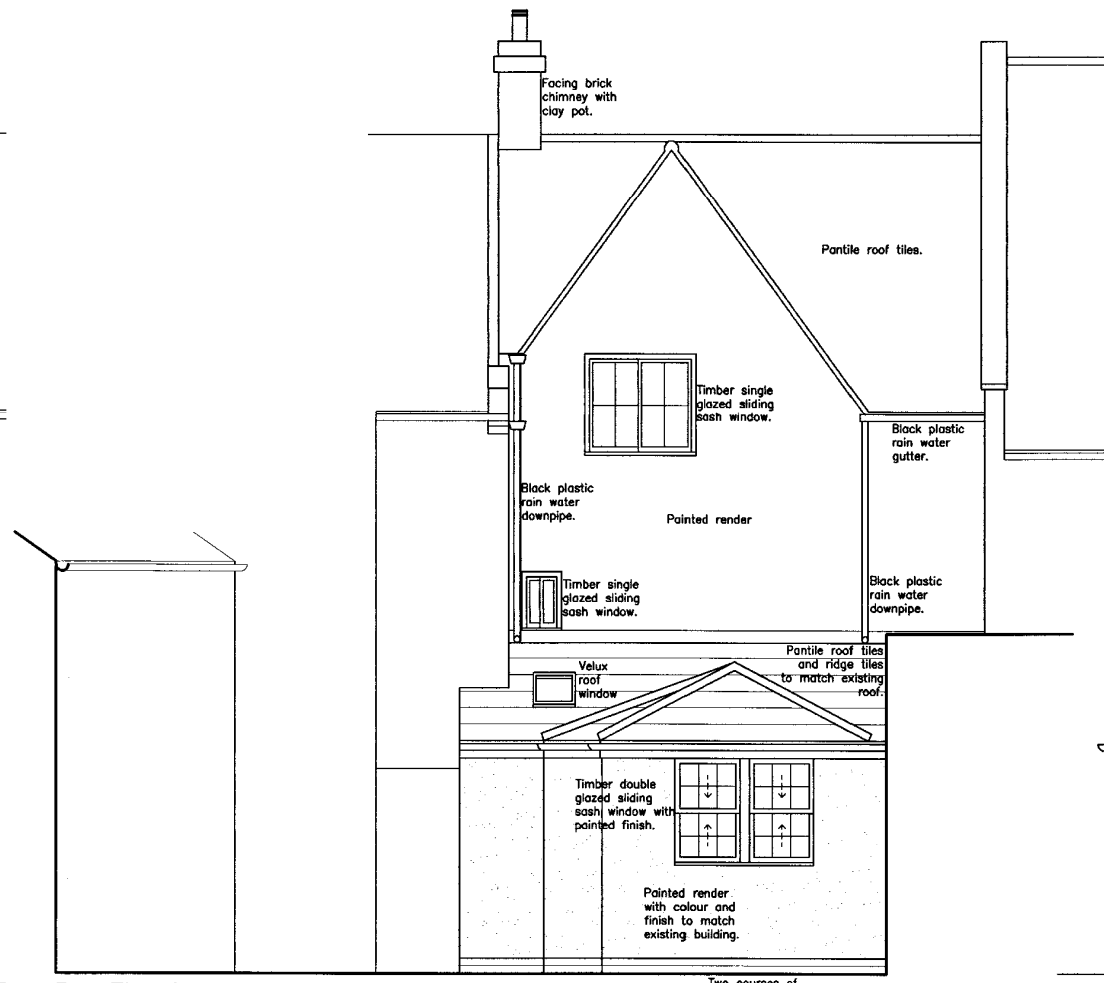 Facing brick
chimney with
clay pot.
Pantile roof tiles.
Timber single
glazed sliding
sash window.
Black plastic
rain water
gutter.
Black plastic
rain water
downpipe.
Painted render
Timber single
glazed sliding
sash window.
Black plastic
rain water
downpipe.
Pantile roof tiles
and ridge tiles
to match existing
roof.
Velux
roof
window
Timber double
glazed sliding
sash window with
painted finish.
Painted render
with colour and
finish to match
existing building.
Two courses of